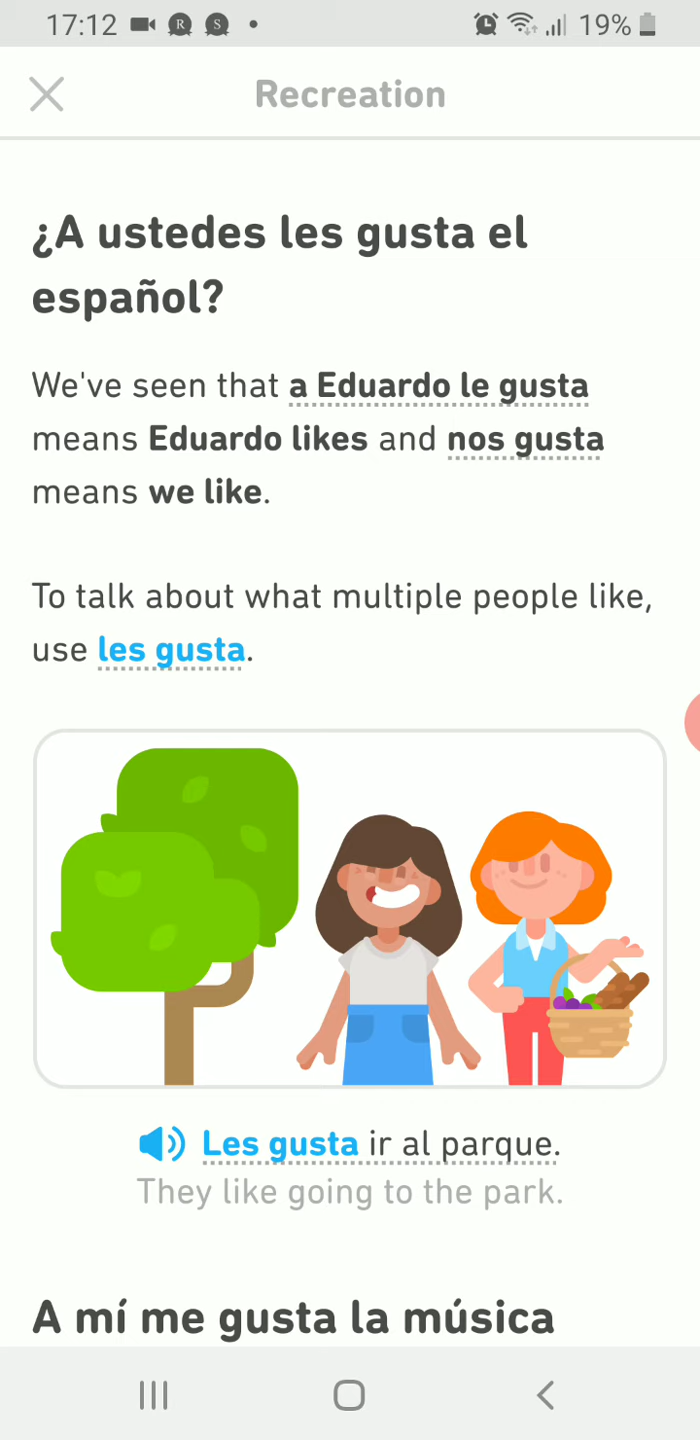 17:12 R S 19%
Recreation
¿A ustedes les gusta el
español?
We've seen that a Eduardo le gusta
means Eduardo likes and nos gusta
means we like.
To talk about what multiple people like,
use les gusta.
Les gusta ir al parque.
They like going to the park.
A mí me gusta la música